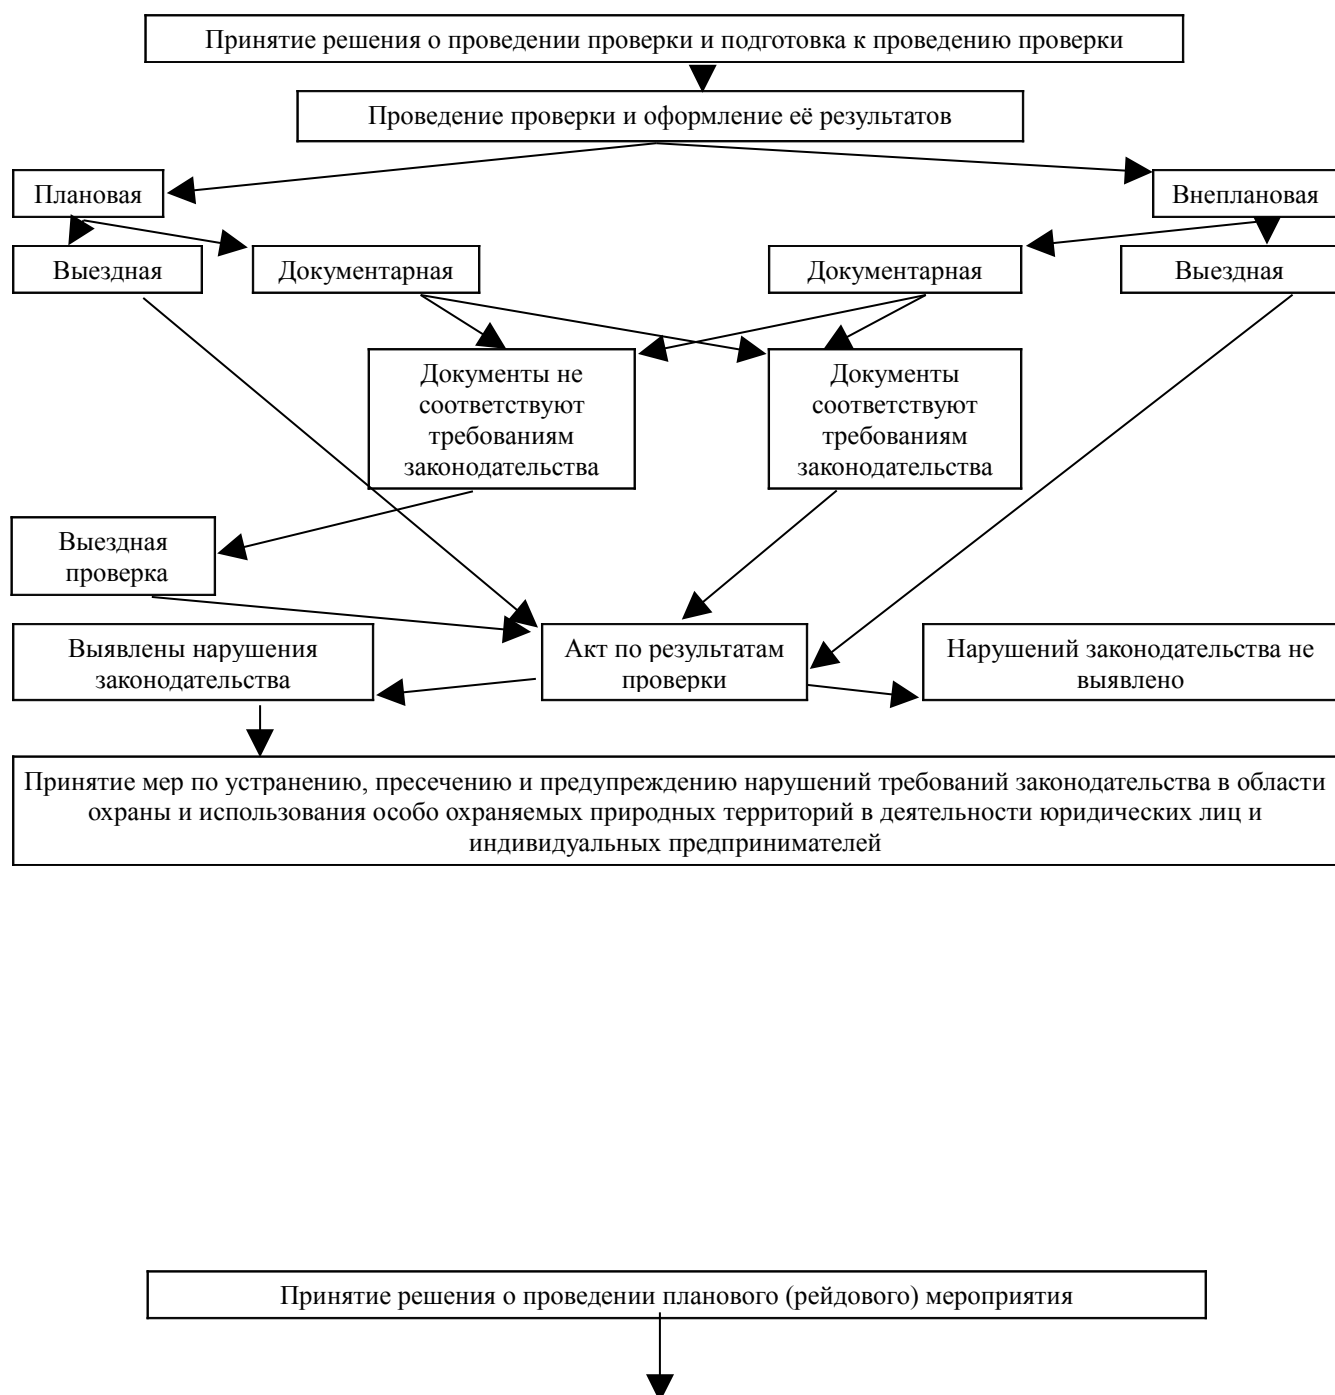 Принятие решения о проведении проверки и подготовка к проведению проверки
Проведение проверки и оформление её результатов
Плановая
Внеплановая
Выездная
Документарная
Документарная
Выездная
Документы не
соответствуют
требованиям
законодательства
Документы
соответствуют
требованиям
законодательства
Выездная
проверка
Выявлены нарушения
законодательства
Акт по результатам
проверки
Нарушений законодательства не
выявлено
Принятие мер по устранению, пресечению и предупреждению нарушений требований законодательства в области
охраны и использования особо охраняемых природных территорий в деятельности юридических лиц и
индивидуальных предпринимателей
Принятие решения о проведении планового (рейдового) мероприятия